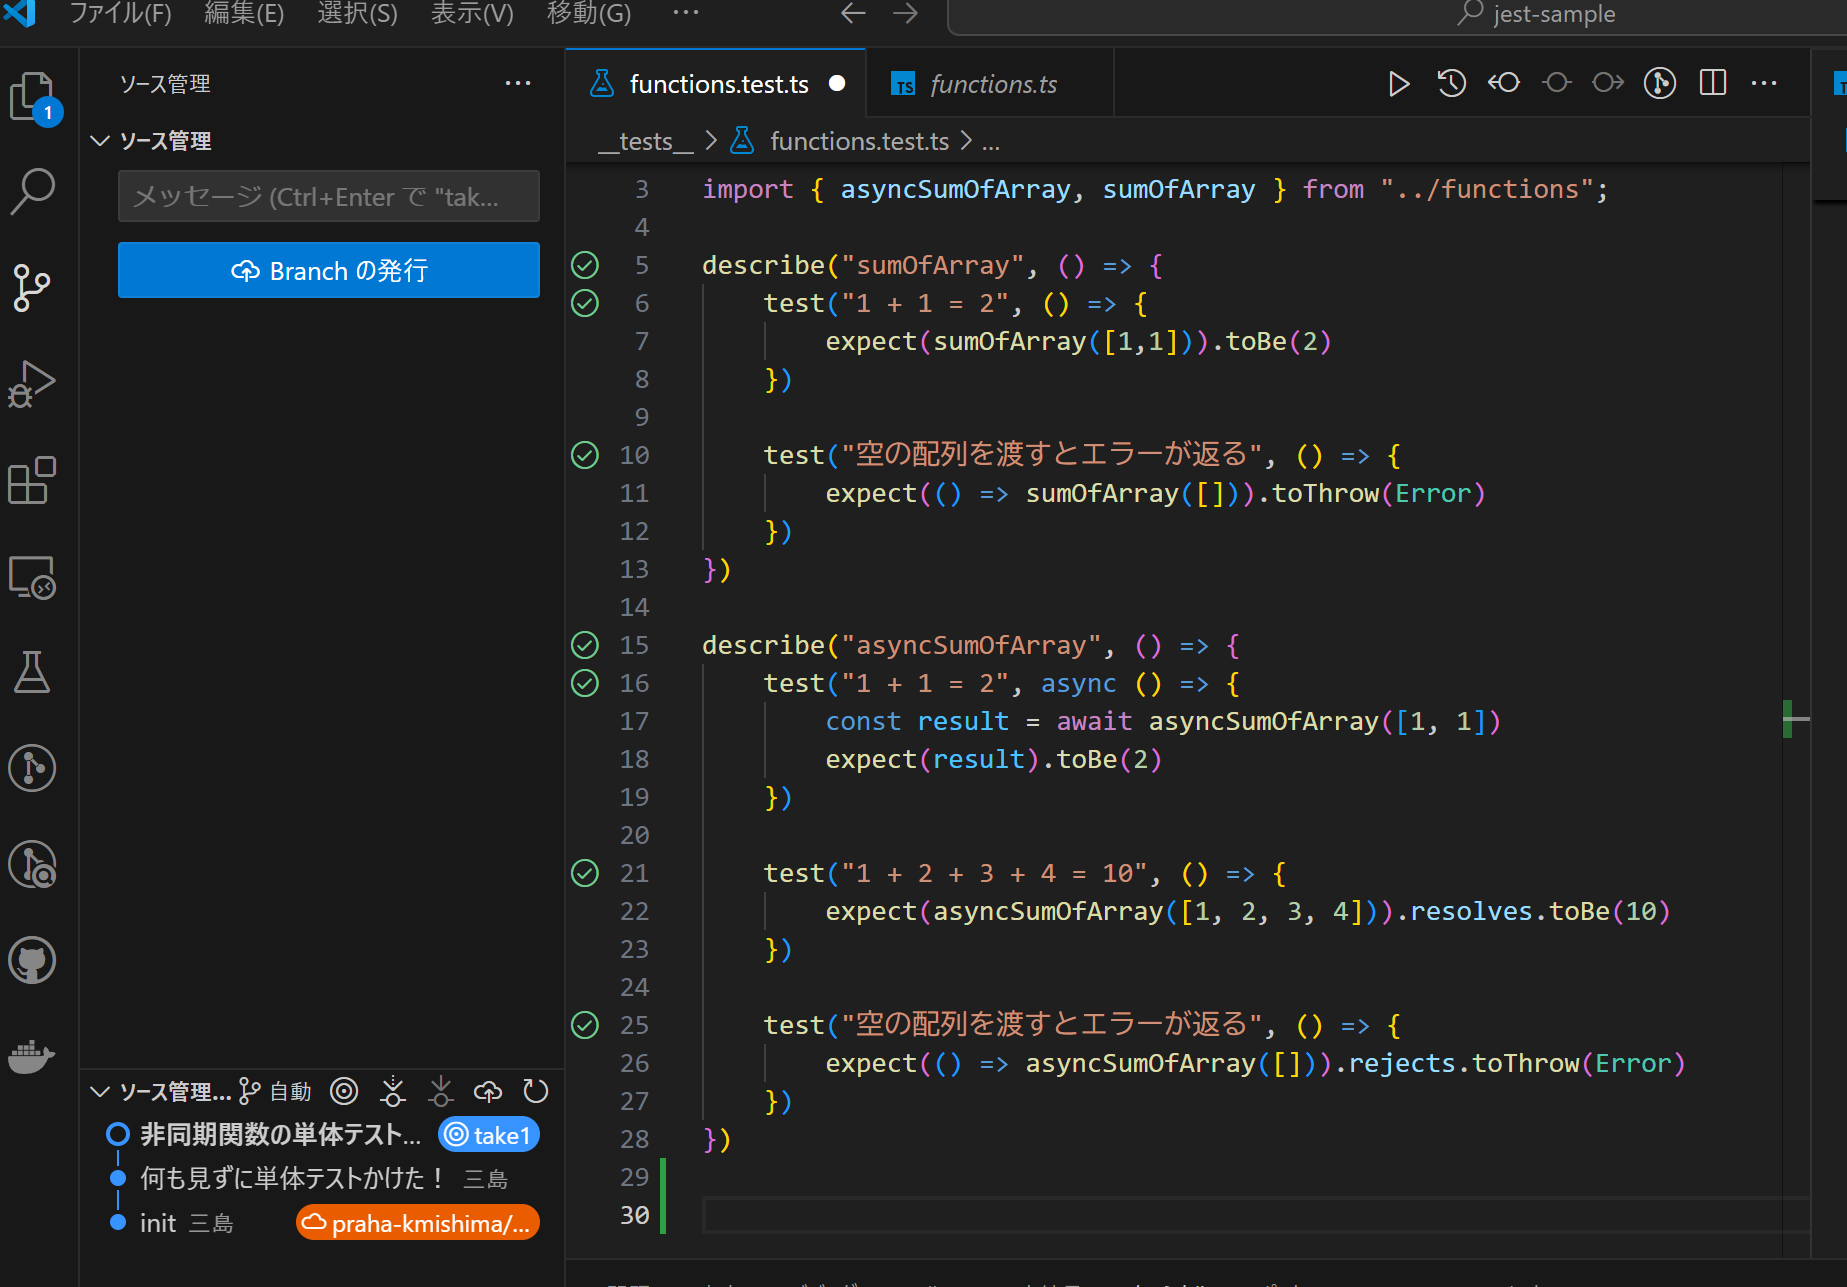 ファイル(F) 編集(E) 選択(S) 表示(V) 移動(G) ... jest-sample
ソース管理 ...
1
ソース管理
メッセージ (Ctrl+Enter で "tak...
Branch の発行
functions.test.ts
TS functions.ts
__tests__ > functions.test.ts > ...
3 import { asyncSumOfArray, sumOfArray } from "../functions";
4
5 describe("sumOfArray", () => {
6 test("1 + 1 = 2", () => {
7 expect(sumOfArray([1,1])).toBe(2)
8 })
9
10 test("空の配列を渡すとエラーが返る", () => {
11 expect(() => sumOfArray([])).toThrow(Error)
12 })
13 })
14
15 describe("asyncSumOfArray", () => {
16 test("1 + 1 = 2", async () => {
17 const result = await asyncSumOfArray([1, 1])
18 expect(result).toBe(2)
19 })
20
21 test("1 + 2 + 3 + 4 = 10", () => {
22 expect(asyncSumOfArray([1, 2, 3, 4])).resolves.toBe(10)
23 })
24
25 test("空の配列を渡すとエラーが返る", () => {
26 expect(() => asyncSumOfArray([])).rejects.toThrow(Error)
27 })
28 })
29
30
ソース管理... 自動
非同期関数の単体テスト... take1
何も見ずに単体テストかけた！ 三島
init 三島 praha-kmishima/...